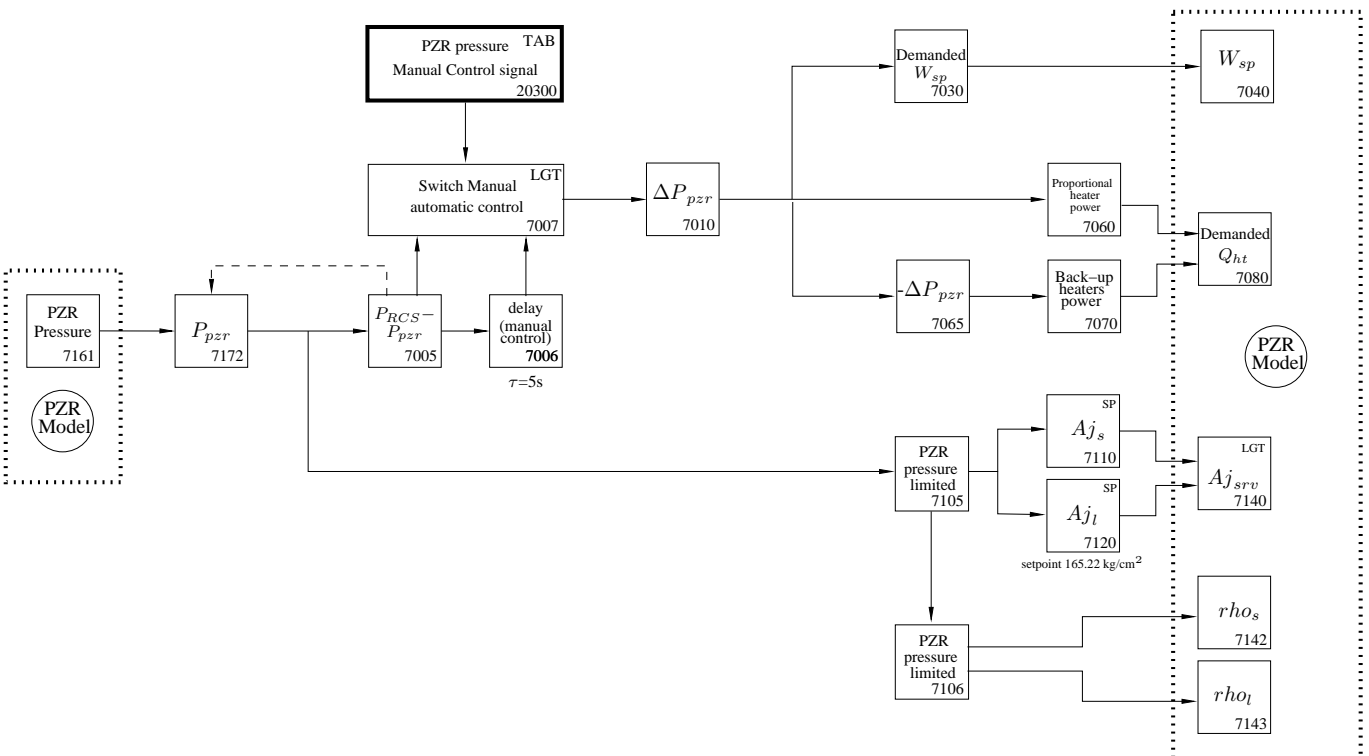 PZR pressure TAB
Manual Control signal
20300
Switch Manual LGT
automatic control
7007
ΔP_pzr
7010
Demanded
W_sp
7030
W_sp
7040
Proportional
heater
power
7060
Demanded
Q_ht
7080
-ΔP_pzr
7065
Back−up
heaters'
power
7070
PZR
Pressure
7161
PZR
Model
P_pzr
7172
P_RCS−
P_pzr
7005
delay
(manual
control)
7006
τ=5s
PZR
Model
PZR
pressure
limited
7105
SP
Aj_s
7110
SP
Aj_l
7120
setpoint 165.22 kg/cm²
LGT
Aj_srv
7140
PZR
pressure
limited
7106
rho_s
7142
rho_l
7143